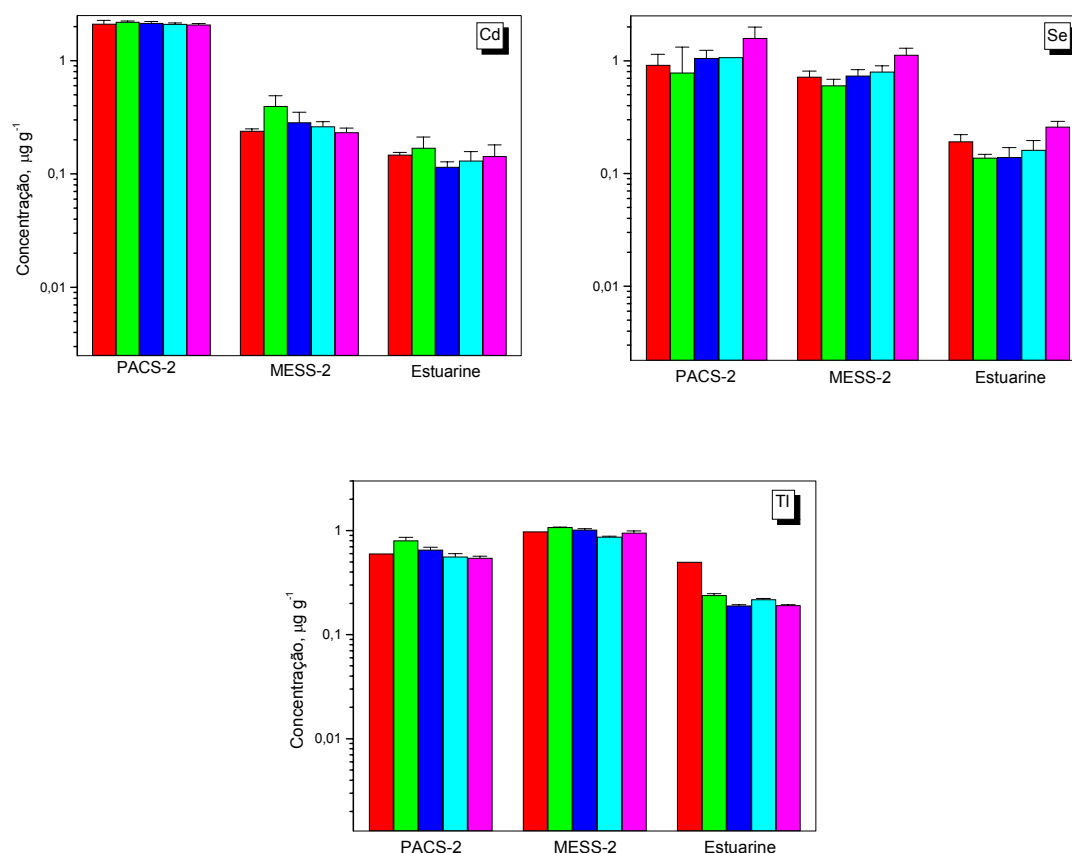 Cd
1
0,1
0,01
Concentração, µg g⁻¹
PACS-2 MESS-2 Estuarine
Se
1
0,1
0,01
PACS-2 MESS-2 Estuarine
Tl
1
0,1
0,01
Concentração, µg g⁻¹
PACS-2 MESS-2 Estuarine